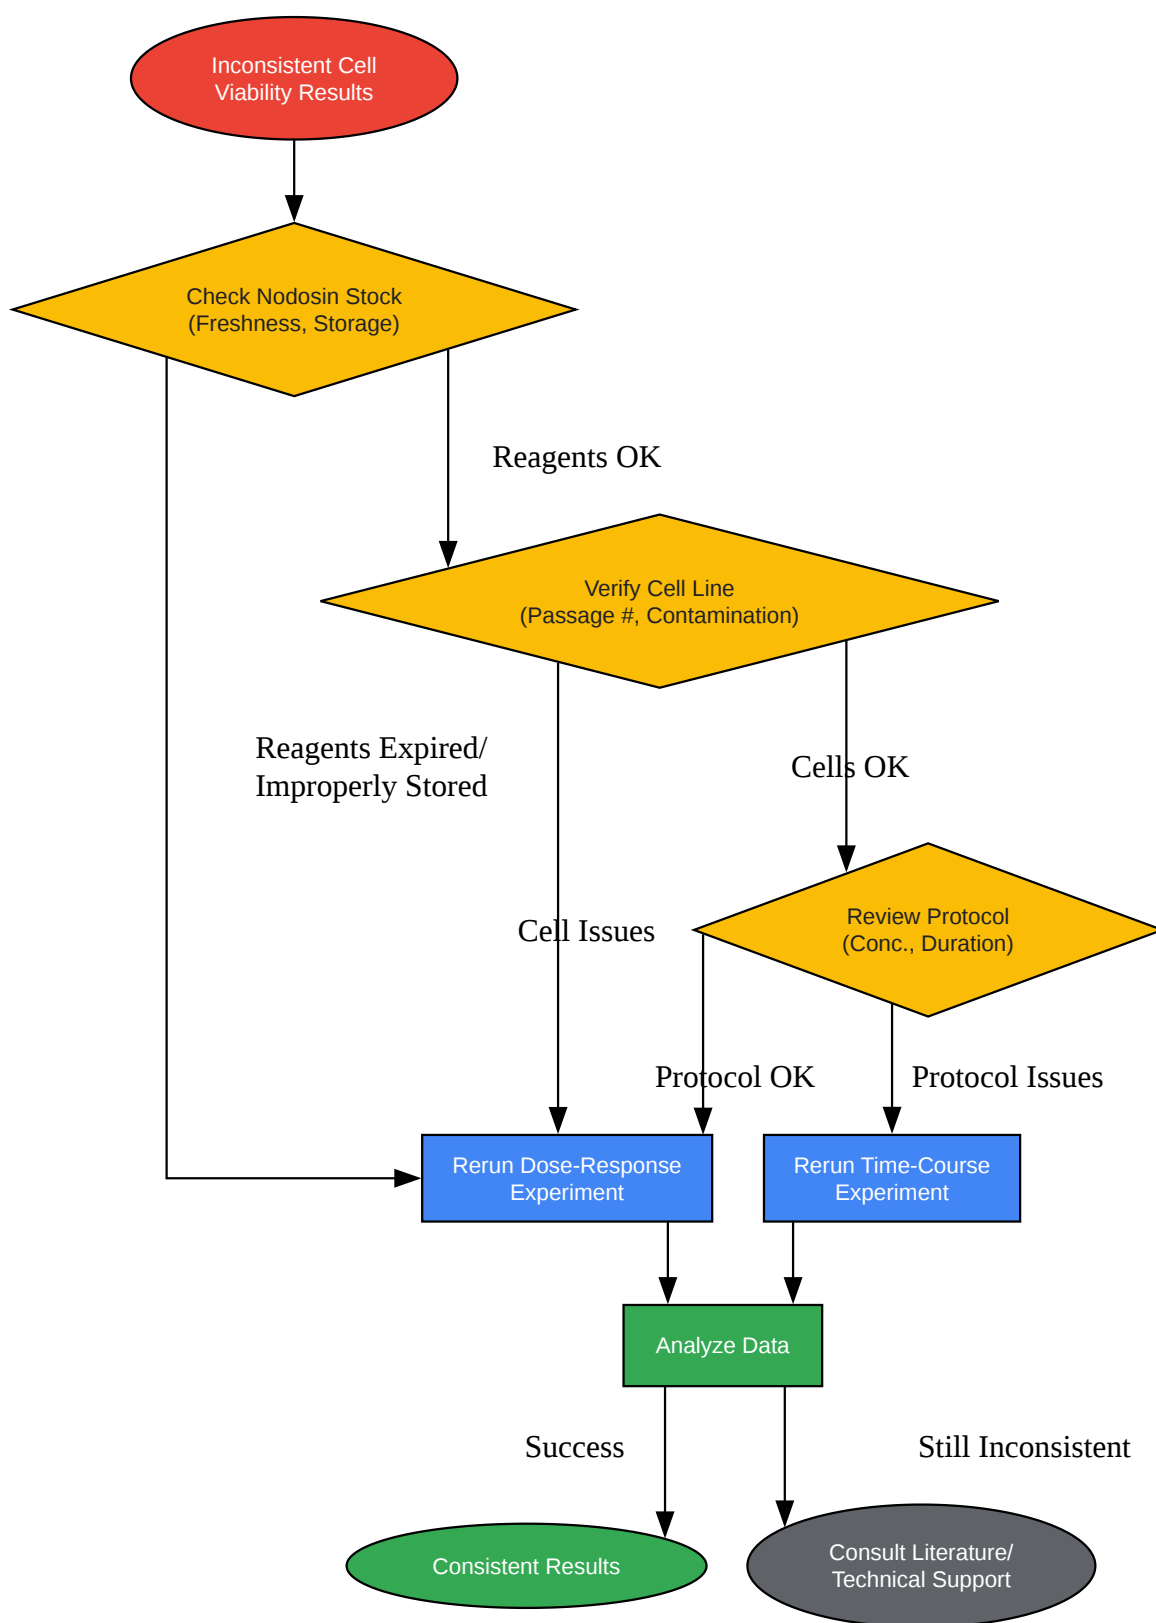 Inconsistent Cell
Viability Results
Check Nodosin Stock
(Freshness, Storage)
Reagents OK
Verify Cell Line
(Passage #, Contamination)
Reagents Expired/
Improperly Stored
Cells OK
Cell Issues
Review Protocol
(Conc., Duration)
Protocol OK
Protocol Issues
Rerun Dose-Response
Experiment
Rerun Time-Course
Experiment
Analyze Data
Success
Still Inconsistent
Consistent Results
Consult Literature/
Technical Support